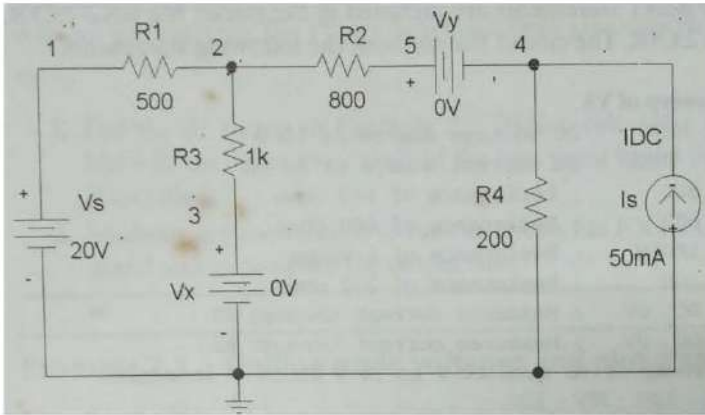 Vy
R1
R2
1
2
5
4
+
-
500
800
0V
IDC
R3
1k
R4
+
Vs
3
Is
-
+
20V
+
200
50mA
-
Vx
0V
-